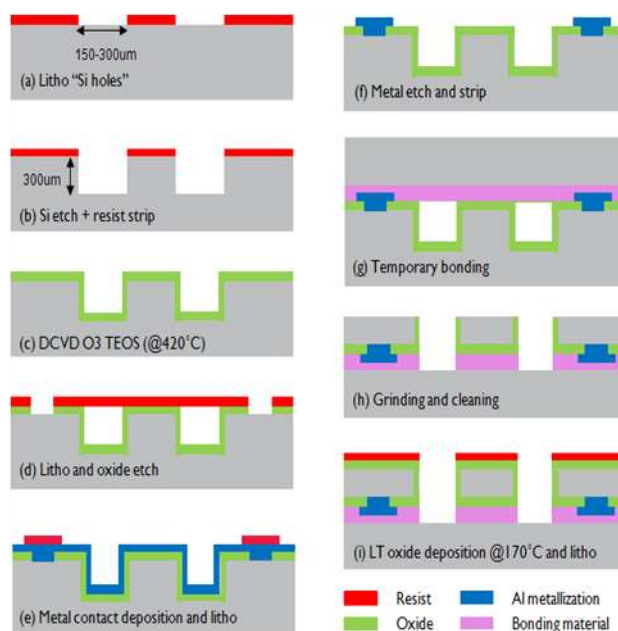 150-300um
(a) Litho "Si holes"
300um
(b) Si etch + resist strip
(c) DCVD O3 TEOS (@420°C)
(d) Litho and oxide etch
(e) Metal contact deposition and litho
(f) Metal etch and strip
(g) Temporary bonding
(h) Grinding and cleaning
(i) LT oxide deposition @170°C and litho
Resist
Al metallization
Oxide
Bonding material